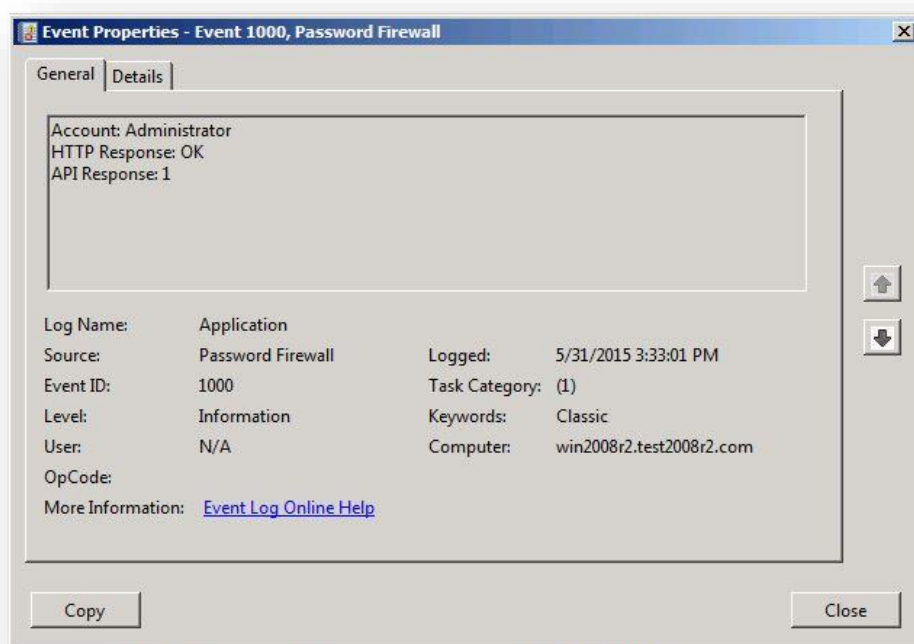 Event Properties - Event 1000, Password Firewall
General Details
Account: Administrator
HTTP Response: OK
API Response: 1
Log Name: Application
Source: Password Firewall Logged: 5/31/2015 3:33:01 PM
Event ID: 1000 Task Category: (1)
Level: Information Keywords: Classic
User: N/A Computer: win2008r2.test2008r2.com
OpCode:
More Information: Event Log Online Help
Copy Close